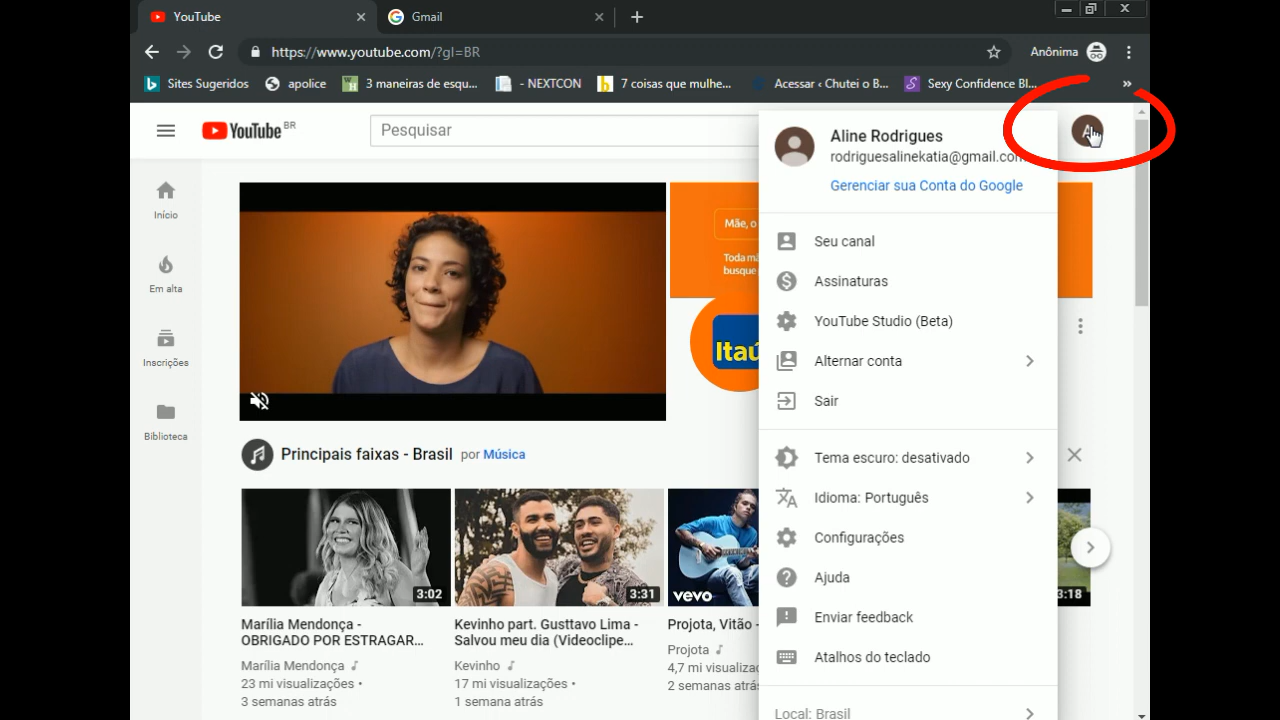 YouTube
Gmail
https://www.youtube.com/?gl=BR
Anônima
Sites Sugeridos
apolice
3 maneiras de esqu...
- NEXTCON
7 coisas que mulhe...
Acessar ‹ Chutei o B...
Sexy Confidence Bl...
»
YouTube BR
Pesquisar
A
Aline Rodrigues
rodriguesalinekatia@gmail.com
Gerenciar sua Conta do Google
Início
Em alta
Inscrições
Biblioteca
Mãe, o
Toda mã
busque
Itaú
Seu canal
Assinaturas
YouTube Studio (Beta)
Alternar conta
Sair
Tema escuro: desativado
Idioma: Português
Configurações
Ajuda
Enviar feedback
Atalhos do teclado
Local: Brasil
Principais faixas - Brasil por Música
3:02
3:31
vevo
3:18
Marília Mendonça -
OBRIGADO POR ESTRAGAR...
Marília Mendonça
23 mi visualizações •
3 semanas atrás
Kevinho part. Gusttavo Lima -
Salvou meu dia (Videoclipe...
Kevinho
17 mi visualizações •
1 semana atrás
Projota, Vitão -
Projota
4,7 mi visualizaç
2 semanas atrás